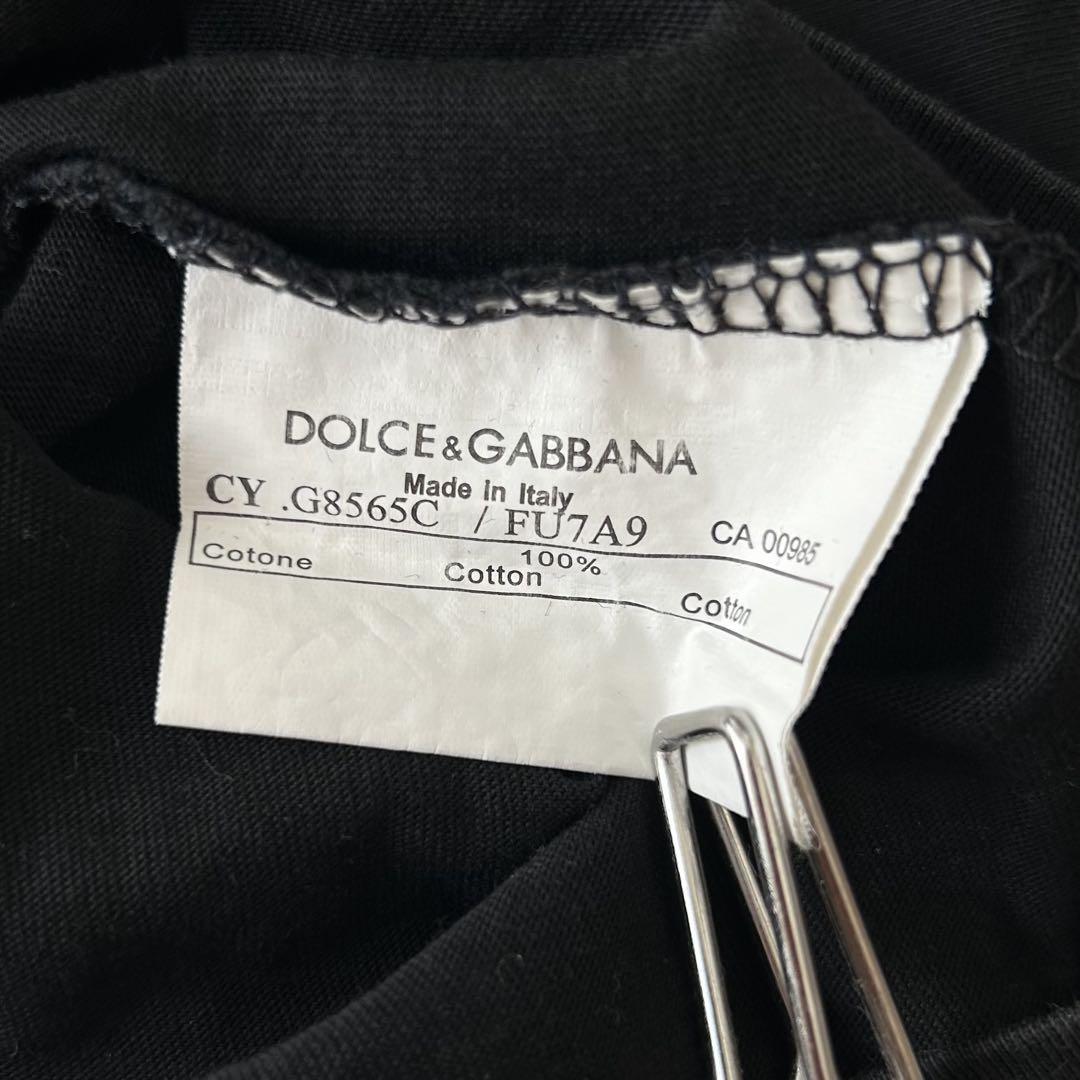 DOLCE&GABBANA
Made in Italy
CY .G8565C / FU7A9 CA 00985
100%
Cotone Cotton Cotton